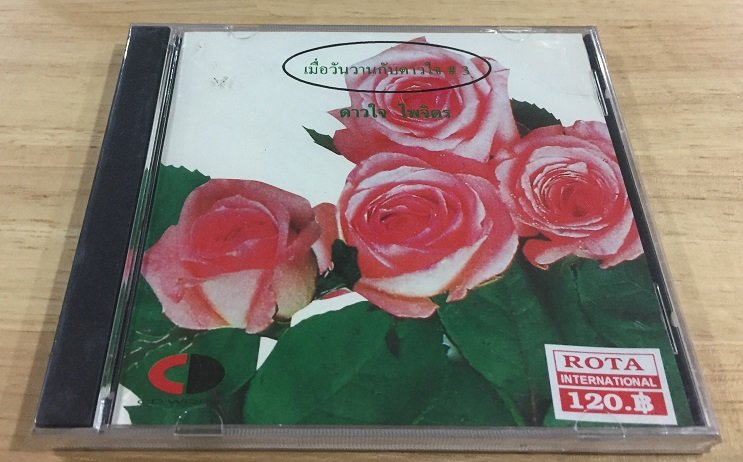 เมื่อวันวานกับดาวใจ # 3
ดาวใจ ไพจิตร
ROTA
INTERNATIONAL
120.฿